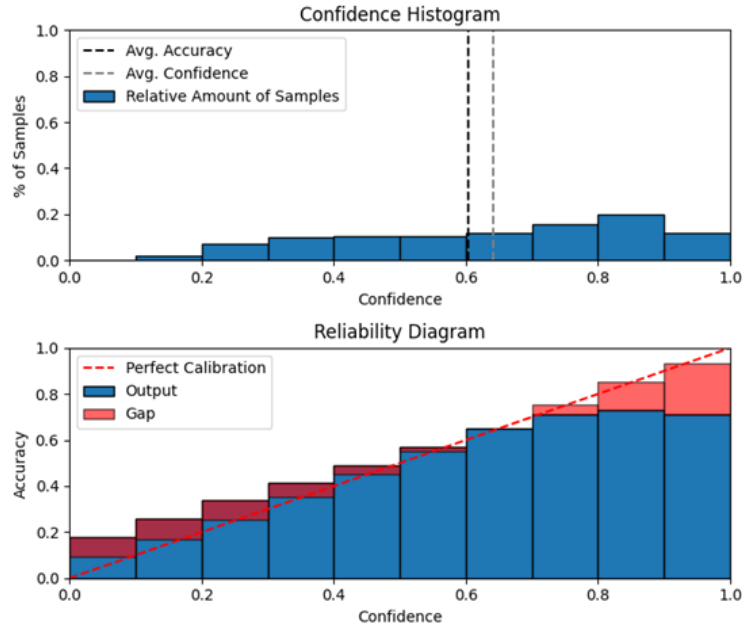 Confidence Histogram
1.0
0.8
0.6
0.4
0.2
0.0
% of Samples
Avg. Accuracy
Avg. Confidence
Relative Amount of Samples
0.0 0.2 0.4 0.6 0.8 1.0
Confidence
Reliability Diagram
1.0
0.8
0.6
0.4
0.2
0.0
Accuracy
Perfect Calibration
Output
Gap
0.0 0.2 0.4 0.6 0.8 1.0
Confidence